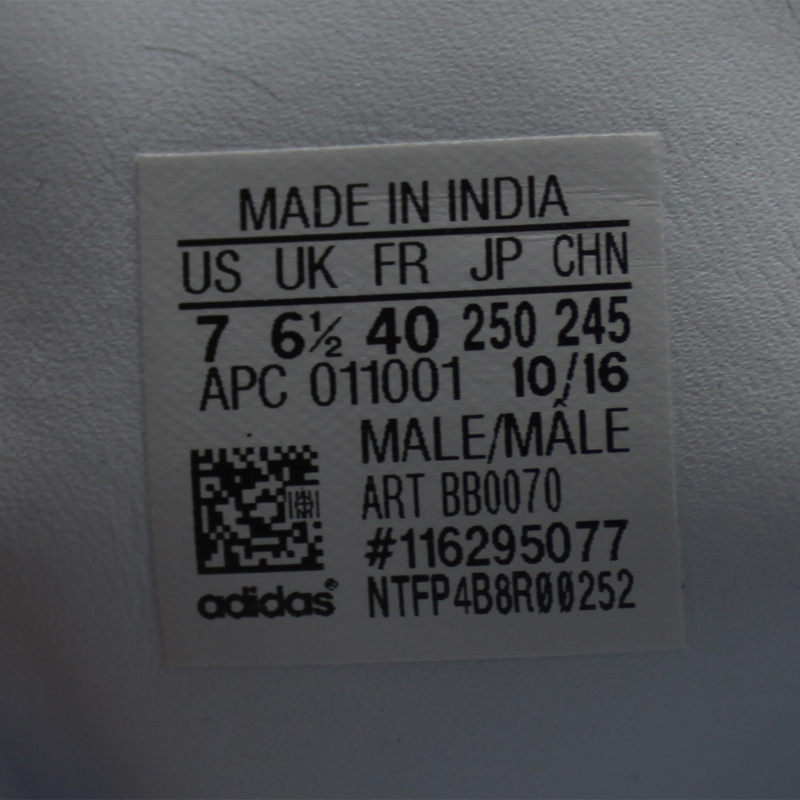 MADE IN INDIA
US UK FR JP CHN
7 6½ 40 250 245
APC 011001 10/16
MALE/MÂLE
ART BB0070
#116295077
adidas® NTFP4B8R00252